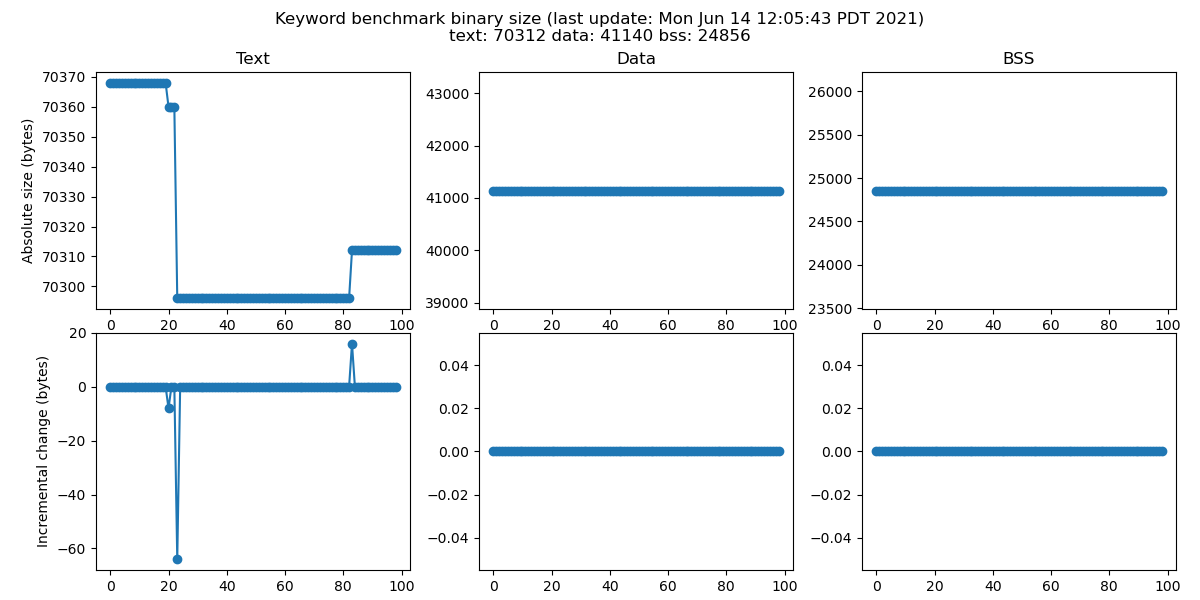 Keyword benchmark binary size (last update: Mon Jun 14 12:05:43 PDT 2021)
text: 70312 data: 41140 bss: 24856
Text
Data
BSS
Absolute size (bytes)
70370
70360
70350
70340
70330
70320
70310
70300
0 20 40 60 80 100
43000
42000
41000
40000
39000
0 20 40 60 80 100
26000
25500
25000
24500
24000
23500
0 20 40 60 80 100
Incremental change (bytes)
20
0
−20
−40
−60
0 20 40 60 80 100
0.04
0.02
0.00
−0.02
−0.04
0 20 40 60 80 100
0.04
0.02
0.00
−0.02
−0.04
0 20 40 60 80 100